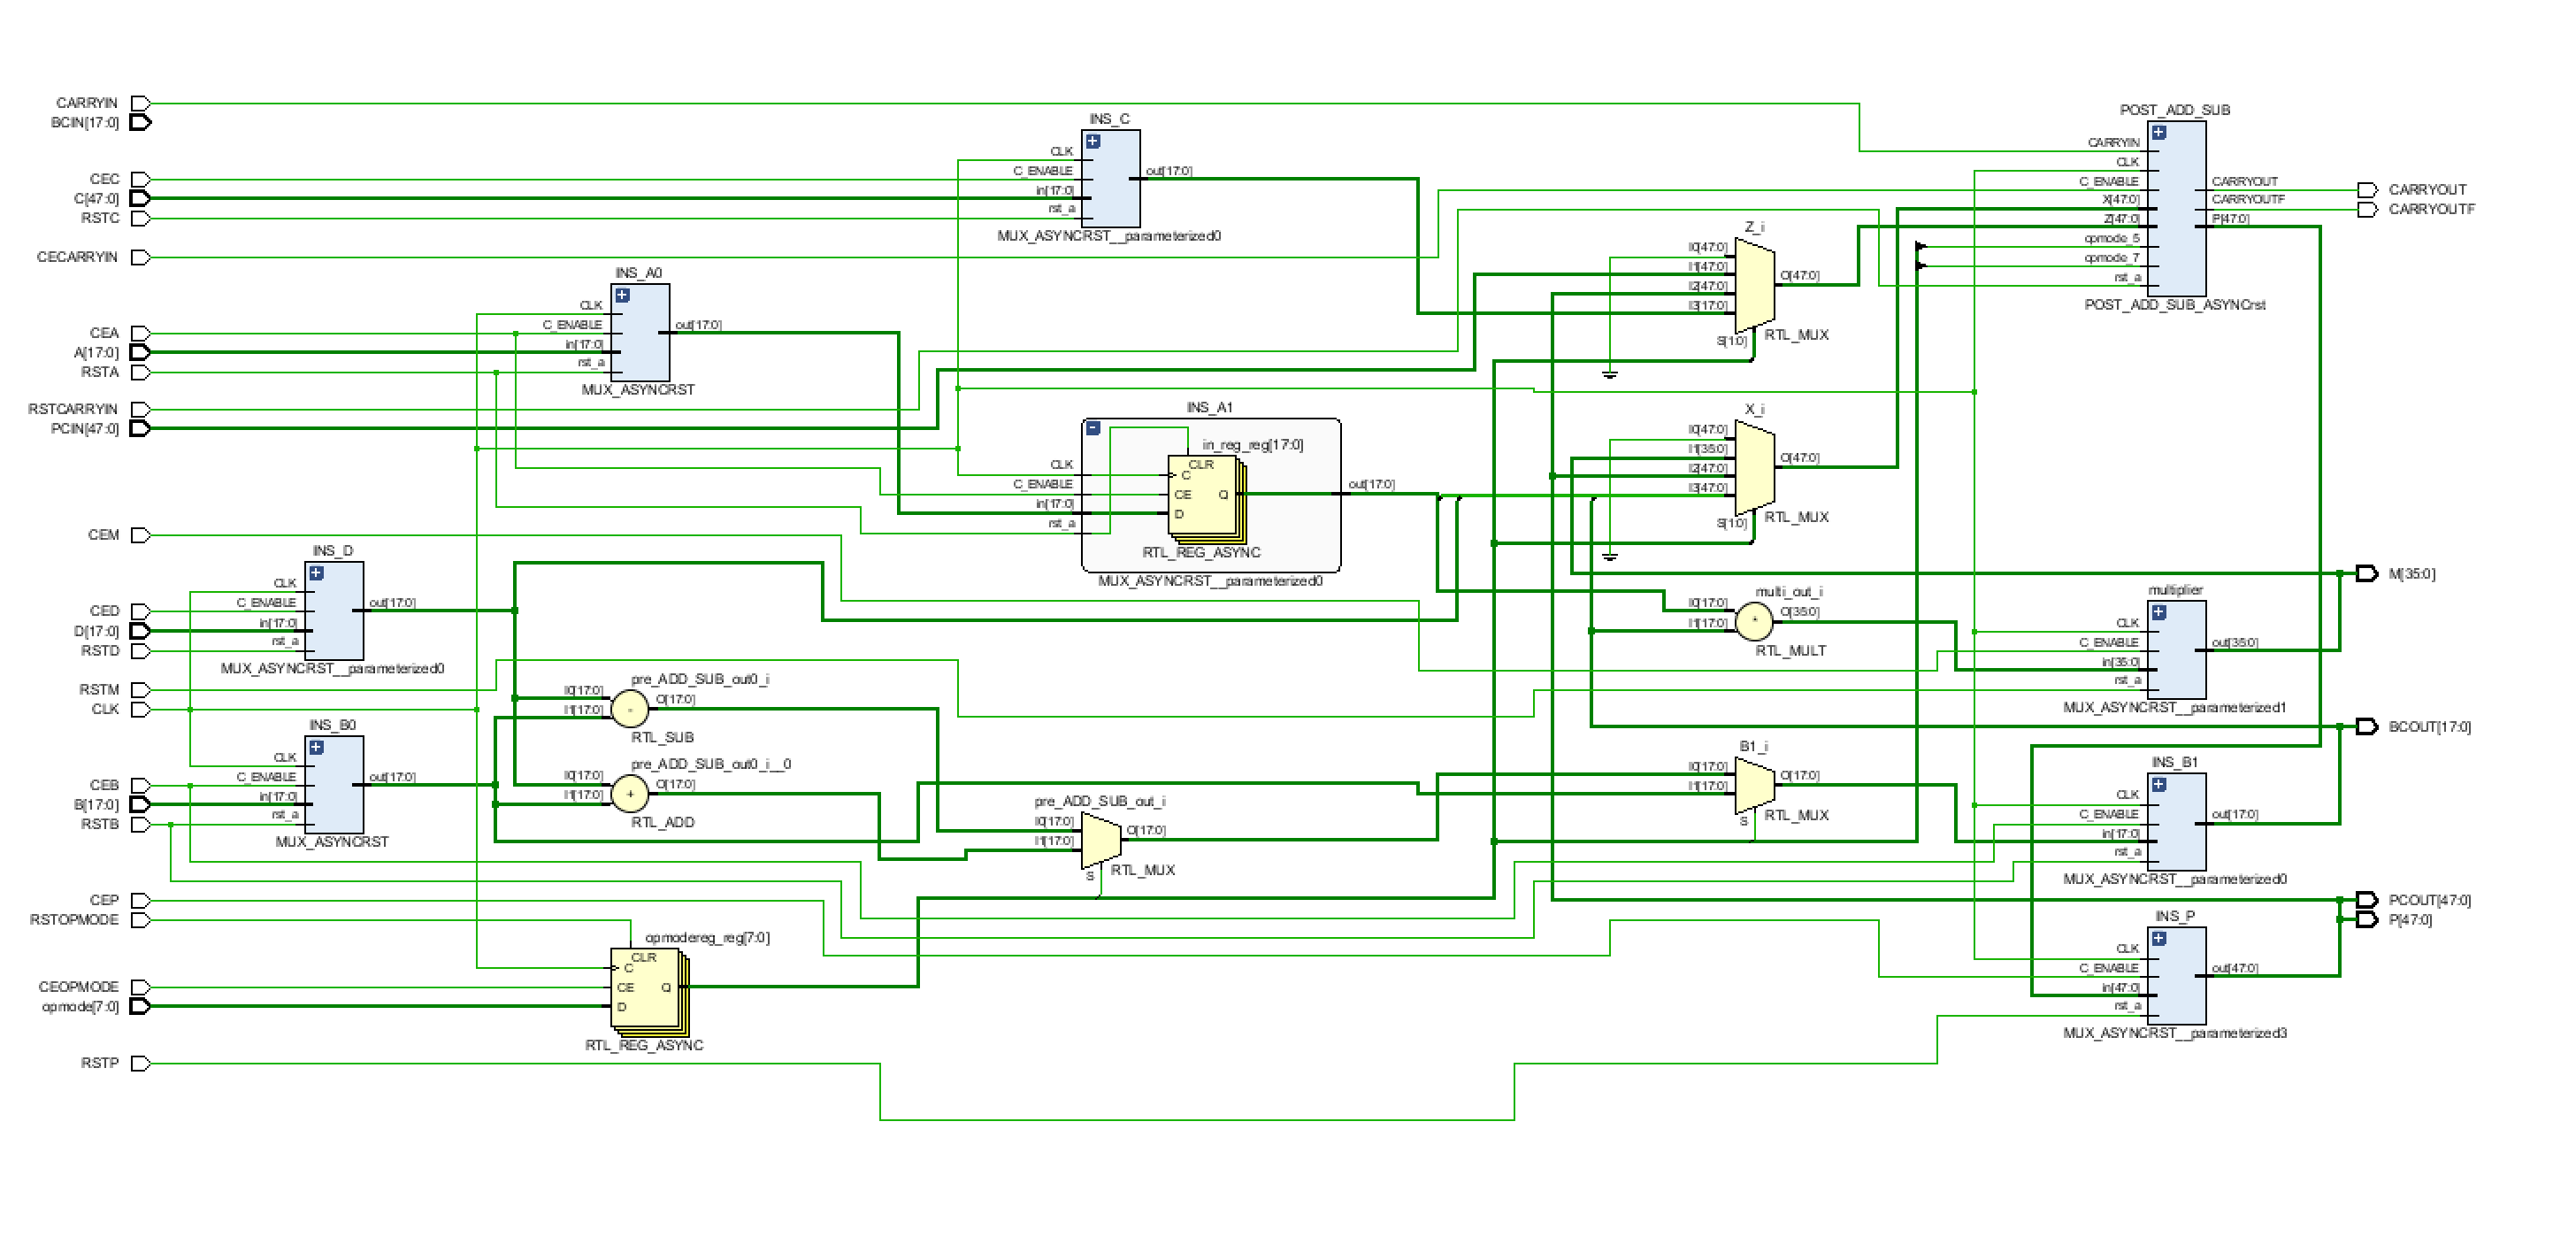 CARRYIN
BCIN[17:0]
CEC
C[47:0]
RSTC
CECARRYIN
CEA
A[17:0]
RSTA
RSTCARRYIN
PCIN[47:0]
CEM
CED
D[17:0]
RSTD
RSTM
CLK
CEB
B[17:0]
RSTB
CEP
RSTOPMODE
CEOPMODE
opmode[7:0]
RSTP
INS_D
CLK
C_ENABLE
in[17:0]
rst_a
out[17:0]
MUX_ASYNCRST__parameterized0
INS_B0
CLK
C_ENABLE
in[17:0]
rst_a
out[17:0]
MUX_ASYNCRST
INS_A0
CLK
C_ENABLE
in[17:0]
rst_a
out[17:0]
MUX_ASYNCRST
pre_ADD_SUB_out0_i
I0[17:0]
I1[17:0]
-
O[17:0]
RTL_SUB
pre_ADD_SUB_out0_i__0
I0[17:0]
I1[17:0]
+
O[17:0]
RTL_ADD
opmodereg_reg[7:0]
CLR
C
CE
D
Q
RTL_REG_ASYNC
INS_C
CLK
C_ENABLE
in[17:0]
rst_a
out[17:0]
MUX_ASYNCRST__parameterized0
INS_A1
CLK
C_ENABLE
in[17:0]
rst_a
in_reg_reg[17:0]
CLR
C
CE
D
Q
RTL_REG_ASYNC
out[17:0]
MUX_ASYNCRST__parameterized0
pre_ADD_SUB_out_i
I0[17:0]
I1[17:0]
S
O[17:0]
RTL_MUX
Z_i
I0[47:0]
I1[47:0]
I2[47:0]
I3[17:0]
S[1:0]
O[47:0]
RTL_MUX
X_i
I0[47:0]
I1[35:0]
I2[47:0]
I3[47:0]
S[1:0]
O[47:0]
RTL_MUX
multi_out_i
I0[17:0]
I1[17:0]
*
O[35:0]
RTL_MULT
B1_i
I0[17:0]
I1[17:0]
S
O[17:0]
RTL_MUX
POST_ADD_SUB
CARRYIN
CLK
C_ENABLE
X[47:0]
Z[47:0]
opmode_5
opmode_7
rst_a
CARRYOUT
CARRYOUTF
P[47:0]
POST_ADD_SUB_ASYNCrst
multiplier
CLK
C_ENABLE
in[35:0]
rst_a
out[35:0]
MUX_ASYNCRST__parameterized1
INS_B1
CLK
C_ENABLE
in[17:0]
rst_a
out[17:0]
MUX_ASYNCRST__parameterized0
INS_P
CLK
C_ENABLE
in[47:0]
rst_a
out[47:0]
MUX_ASYNCRST__parameterized3
CARRYOUT
CARRYOUTF
M[35:0]
BCOUT[17:0]
PCOUT[47:0]
P[47:0]